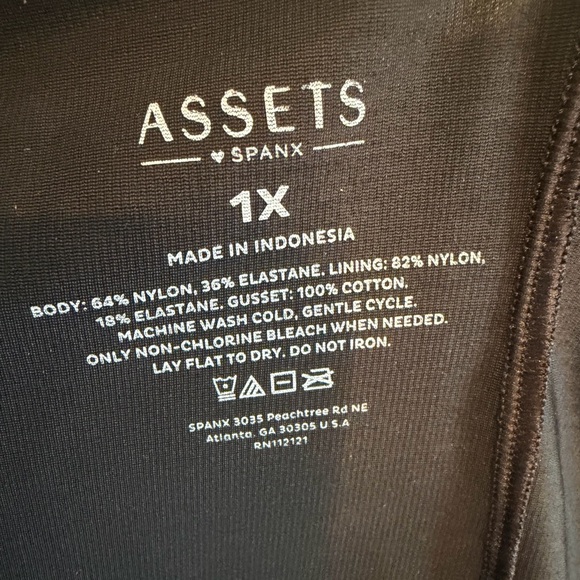 ASSETS
♥ SPANX
1X
MADE IN INDONESIA
BODY: 64% NYLON, 36% ELASTANE. LINING: 82% NYLON,
18% ELASTANE. GUSSET: 100% COTTON.
MACHINE WASH COLD, GENTLE CYCLE.
ONLY NON-CHLORINE BLEACH WHEN NEEDED.
LAY FLAT TO DRY. DO NOT IRON.
SPANX 3035 Peachtree Rd NE
Atlanta, GA 30305 U S.A
RN112121